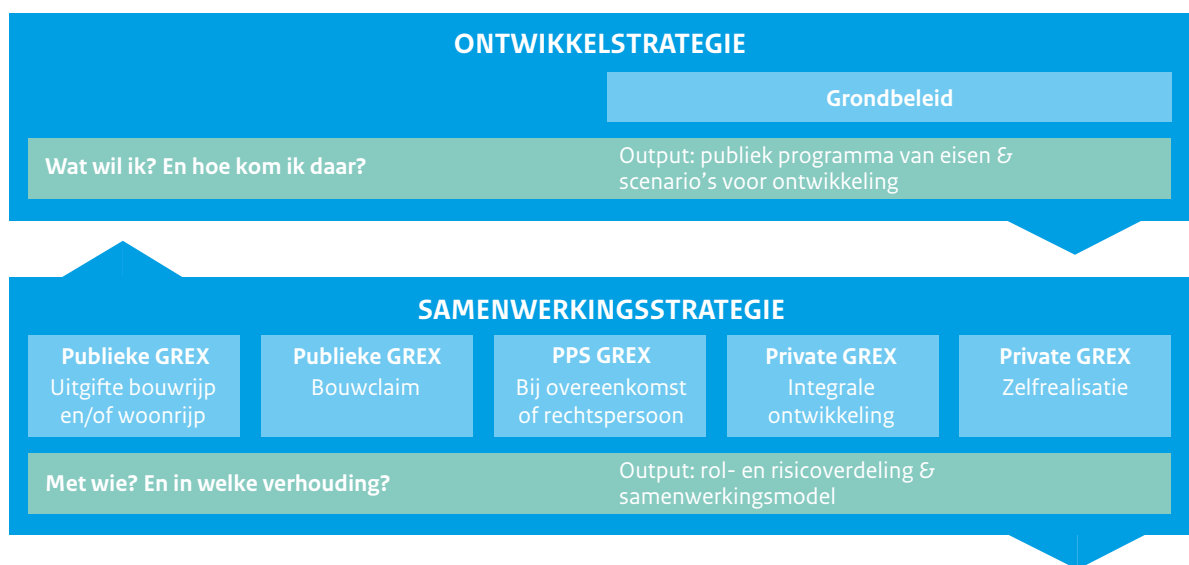 ONTWIKKELSTRATEGIE
Grondbeleid
Wat wil ik? En hoe kom ik daar?
Output: publiek programma van eisen &
scenario's voor ontwikkeling
SAMENWERKINGSSTRATEGIE
Publieke GREX
Uitgifte bouwrijp
en/of woonrijp
Publieke GREX
Bouwclaim
PPS GREX
Bij overeenkomst
of rechtspersoon
Private GREX
Integrale
ontwikkeling
Private GREX
Zelfrealisatie
Met wie? En in welke verhouding?
Output: rol- en risicoverdeling &
samenwerkingsmodel